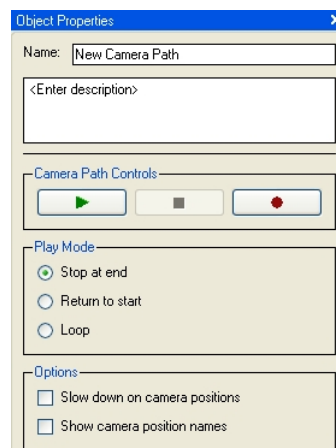 Object Properties
Name: New Camera Path
<Enter description>
Camera Path Controls
Play Mode
Stop at end
Return to start
Loop
Options
Slow down on camera positions
Show camera position names